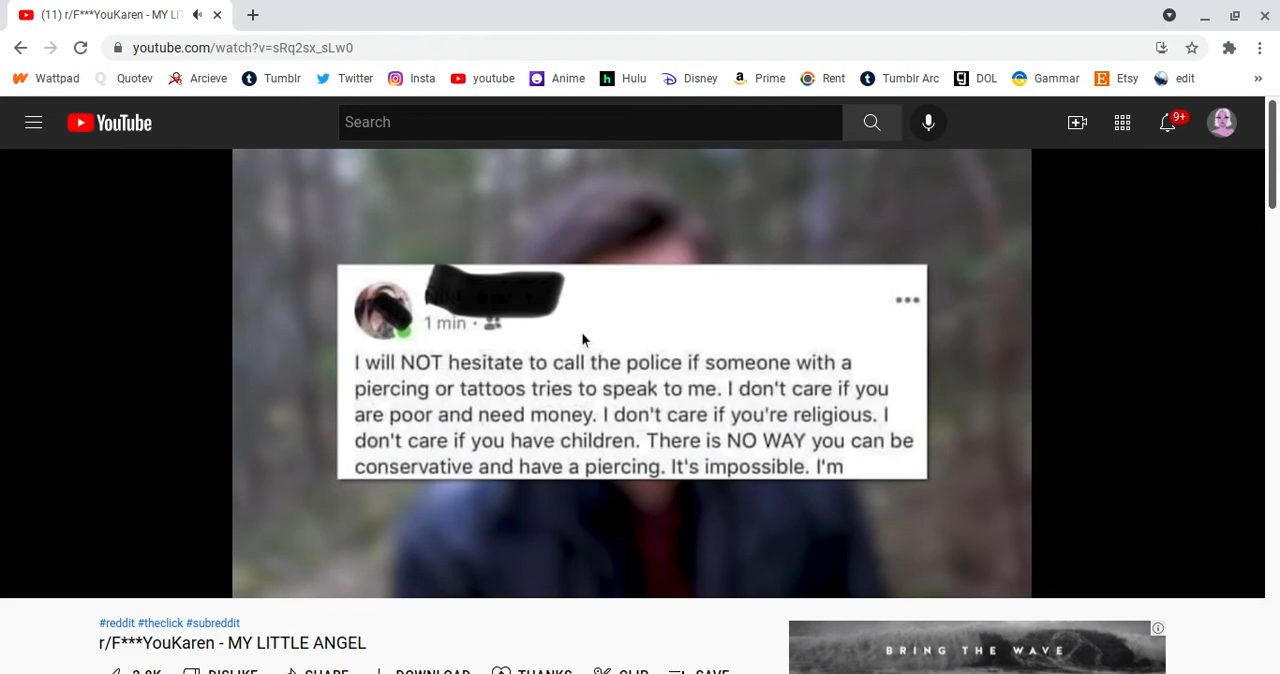 (11) r/F***YouKaren - MY LIT
youtube.com/watch?v=sRq2sx_sLw0
Wattpad Quotev Arcieve Tumblr Twitter Insta youtube Anime Hulu Disney Prime Rent Tumblr Arc DOL Gammar Etsy edit »
YouTube Search 9+
1 min ·
I will NOT hesitate to call the police if someone with a
piercing or tattoos tries to speak to me. I don't care if you
are poor and need money. I don't care if you're religious. I
don't care if you have children. There is NO WAY you can be
conservative and have a piercing. It's impossible. I'm
#reddit #theclick #subreddit
r/F***YouKaren - MY LITTLE ANGEL
BRING THE WAVE
DISLIKE SHARE DOWNLOAD THANKS CLIP SAVE